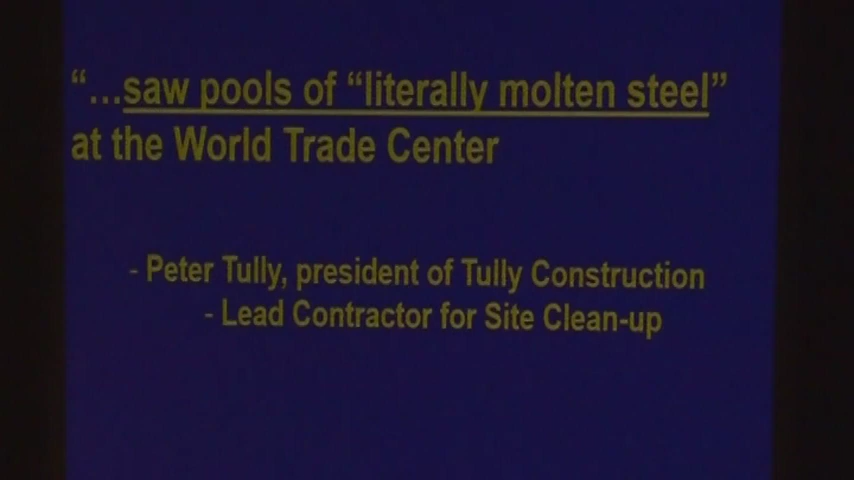 “...saw pools of “literally molten steel”
at the World Trade Center
- Peter Tully, president of Tully Construction
- Lead Contractor for Site Clean-up